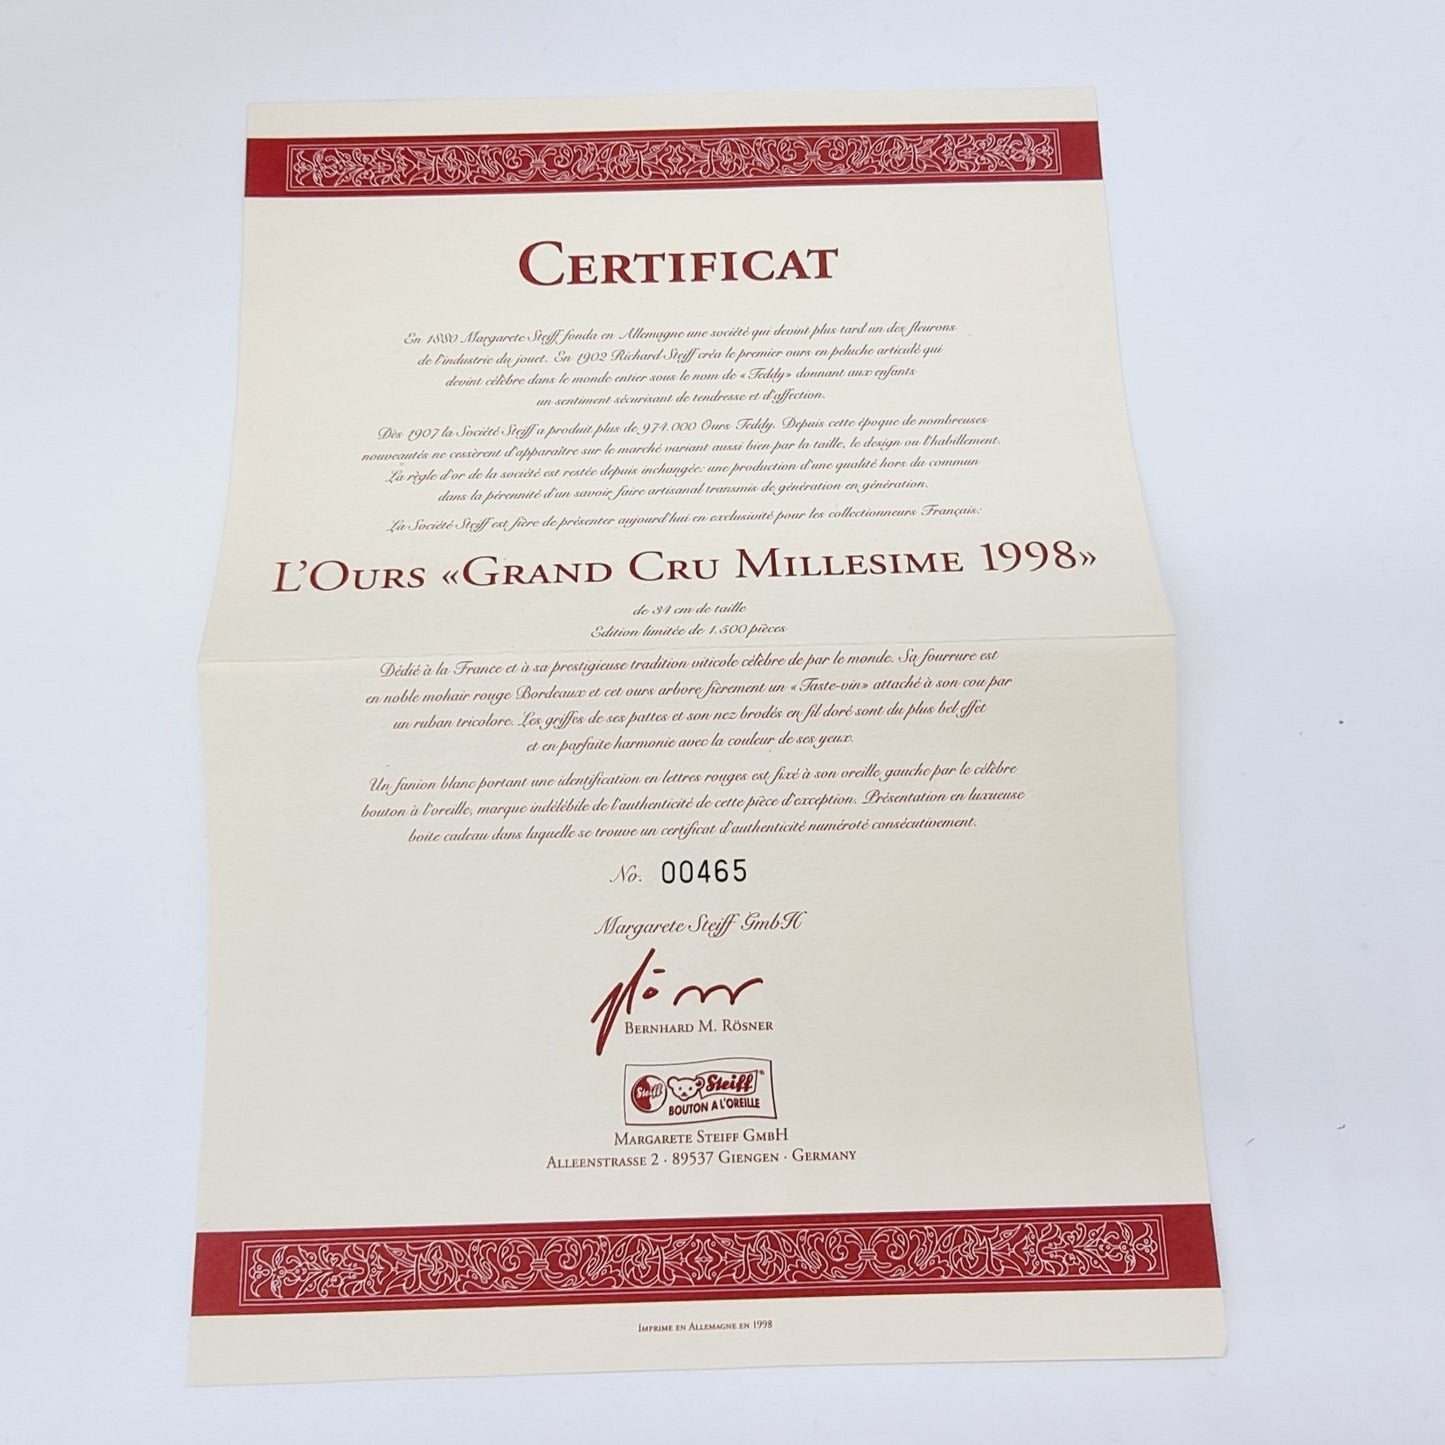 CERTIFICAT
En 1880 Margarete Steiff fonda en Allemagne une société qui devint plus tard un des fleurons
de l'industrie du jouet. En 1902 Richard Steiff créa le premier ours en peluche articulé qui
devint célèbre dans le monde entier sous le nom de «Teddy» donnant aux enfants
un sentiment sécurisant de tendresse et d'affection.
Dès 1907 la Société Steiff a produit plus de 974.000 Ours Teddy. Depuis cette époque de nombreuses
nouveautés ne cessèrent d'apparaître sur le marché variant aussi bien par la taille, le design ou l'habillement.
La règle d'or de la société est restée depuis inchangée: une production d'une qualité hors du commun
dans la pérennité d'un savoir faire artisanal transmis de génération en génération.
La Société Steiff est fière de présenter aujourd'hui en exclusivité pour les collectionneurs Français:
L'OURS «GRAND CRU MILLESIME 1998»
de 34 cm de taille
Edition limitée de 1.500 pièces
Dédié à la France et à sa prestigieuse tradition viticole célèbre de par le monde. Sa fourrure est
en noble mohair rouge Bordeaux et cet ours arbore fièrement un «Taste-vin» attaché à son cou par
un ruban tricolore. Les griffes de ses pattes et son nez brodés en fil doré sont du plus bel effet
et en parfaite harmonie avec la couleur de ses yeux.
Un fanion blanc portant une identification en lettres rouges est fixé à son oreille gauche par le célèbre
bouton à l'oreille, marque indélébile de l'authenticité de cette pièce d'exception. Présentation en luxueuse
boite cadeau dans laquelle se trouve un certificat d'authenticité numéroté consécutivement.
No. 00465
Margarete Steiff GmbH
BERNHARD M. RÖSNER
Steiff Steiff®
BOUTON A L'OREILLE
MARGARETE STEIFF GMBH
ALLEENSTRASSE 2 · 89537 GIENGEN · GERMANY
IMPRIME EN ALLEMAGNE EN 1998